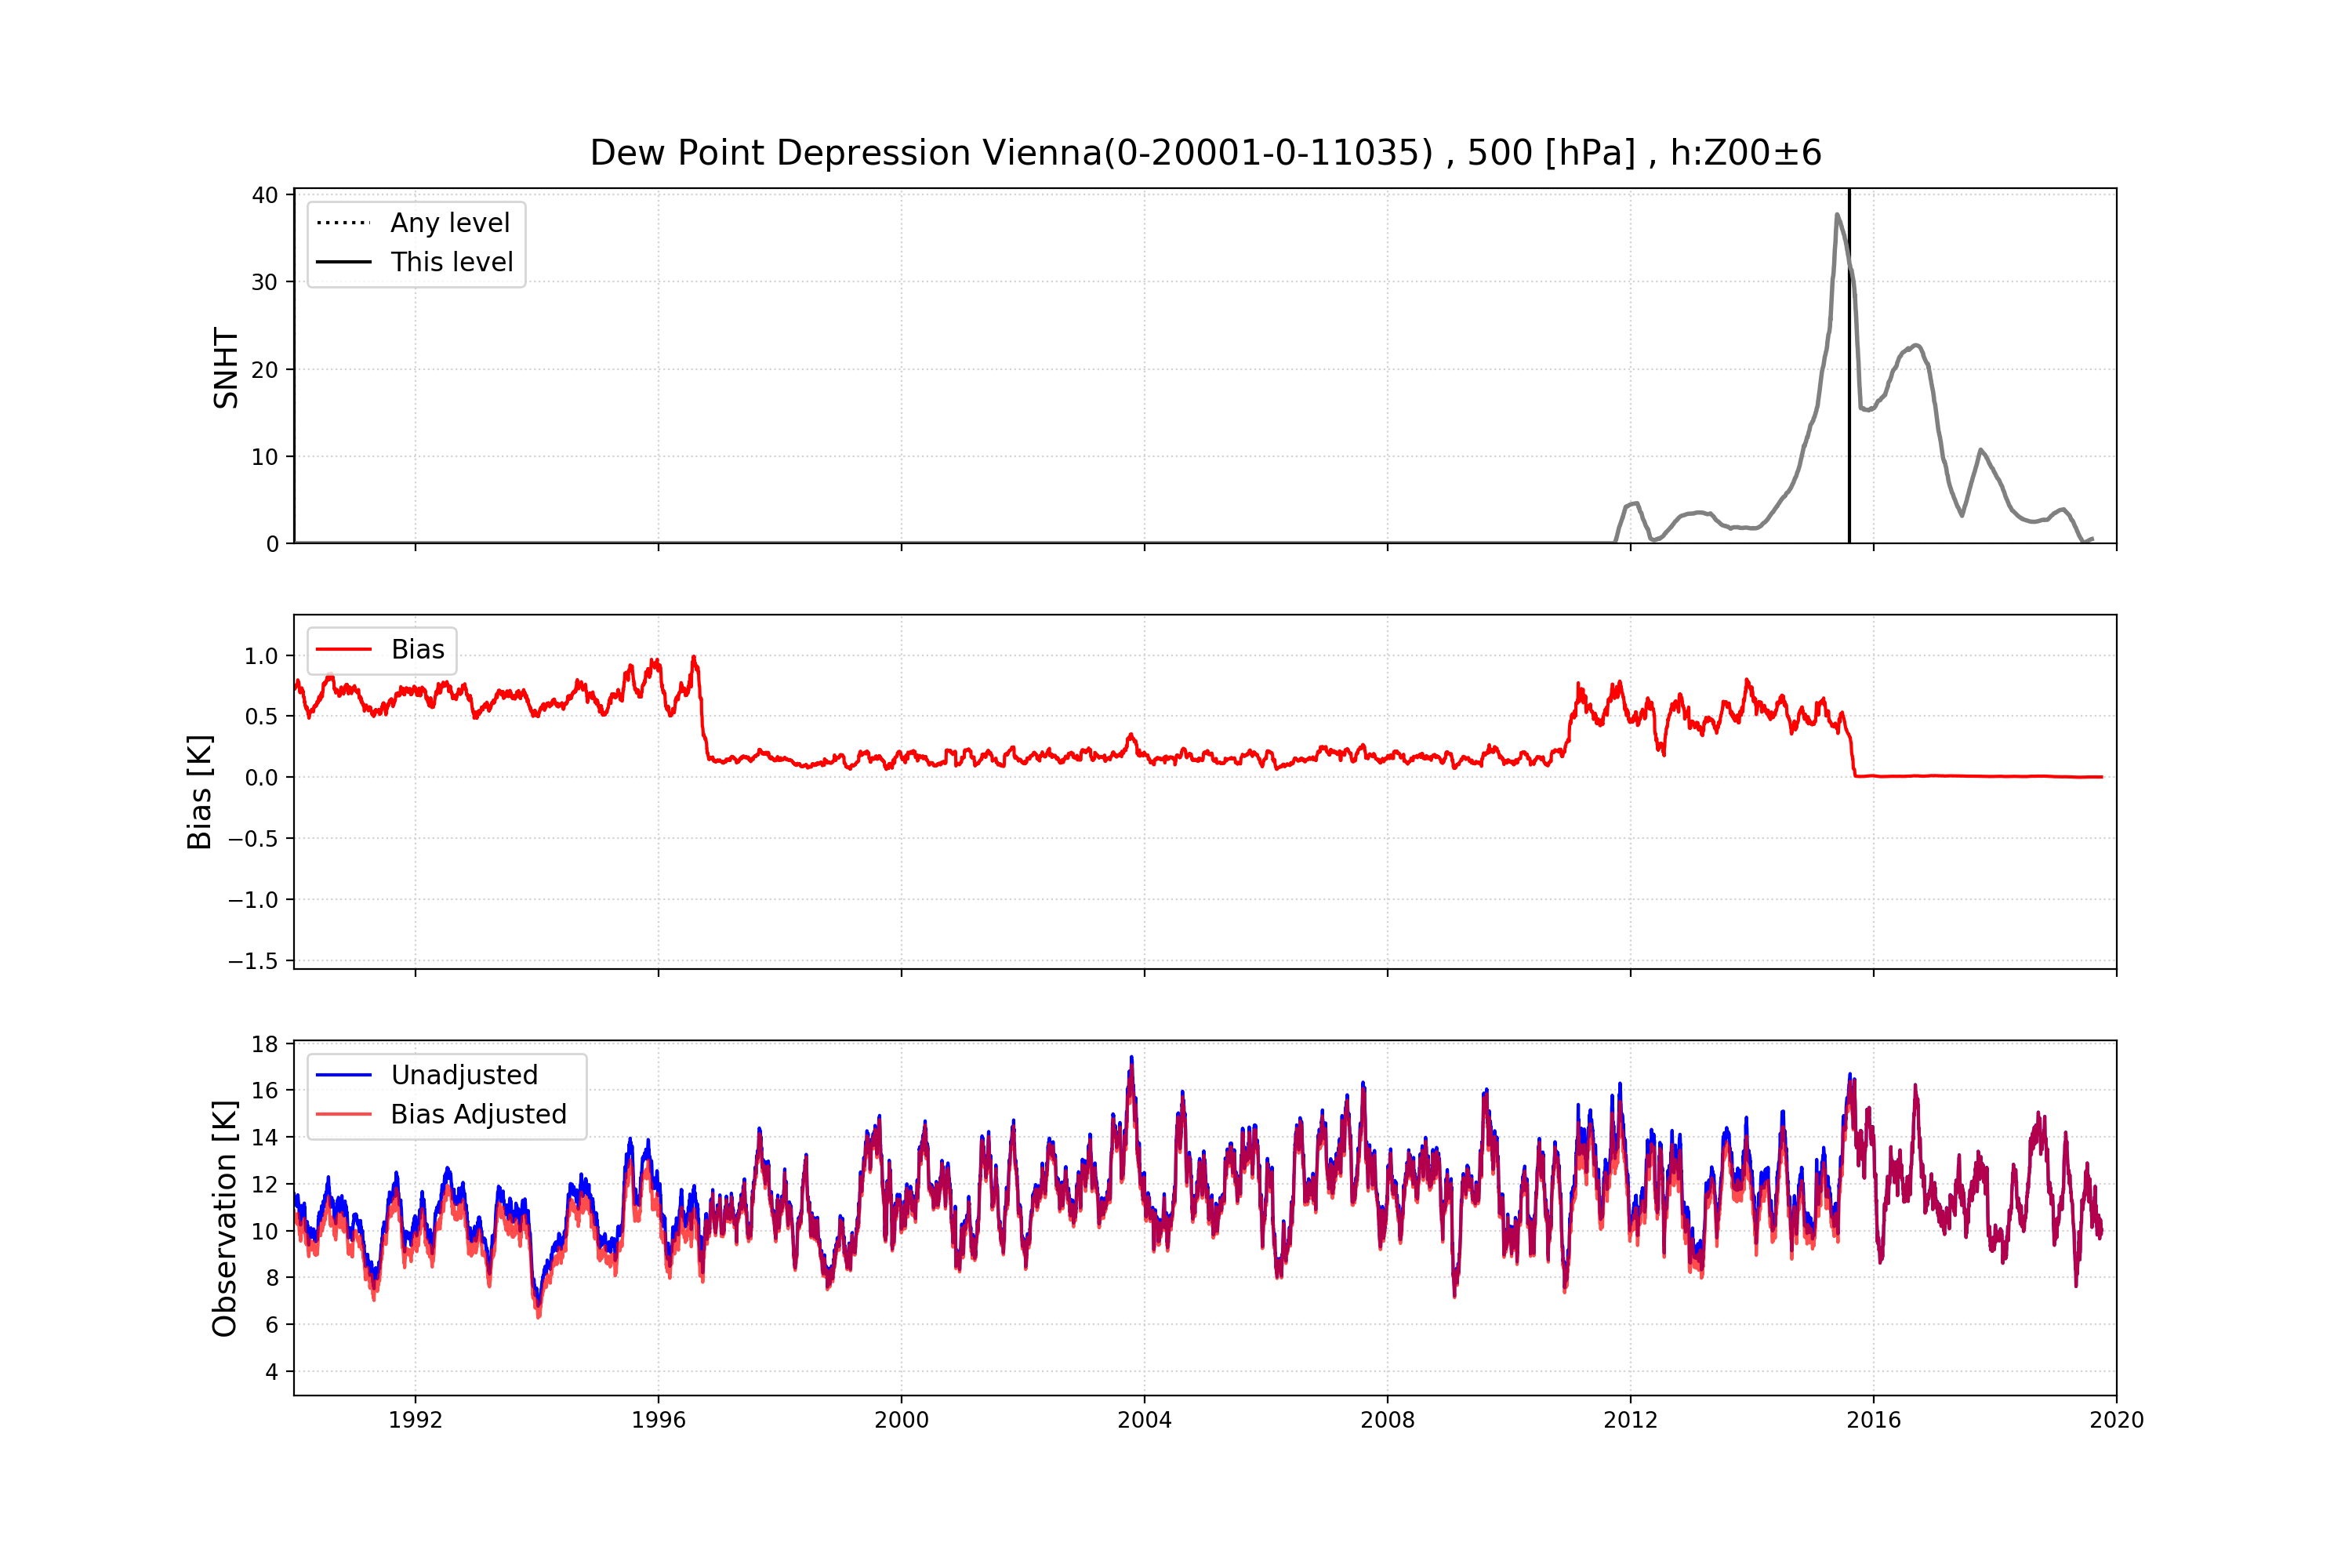 Dew Point Depression Vienna(0-20001-0-11035) , 500 [hPa] , h:Z00±6
40
30
20
10
0
SNHT
Any level
This level
1.0
0.5
0.0
−0.5
−1.0
−1.5
Bias [K]
Bias
18
16
14
12
10
8
6
4
Observation [K]
Unadjusted
Bias Adjusted
1992 1996 2000 2004 2008 2012 2016 2020